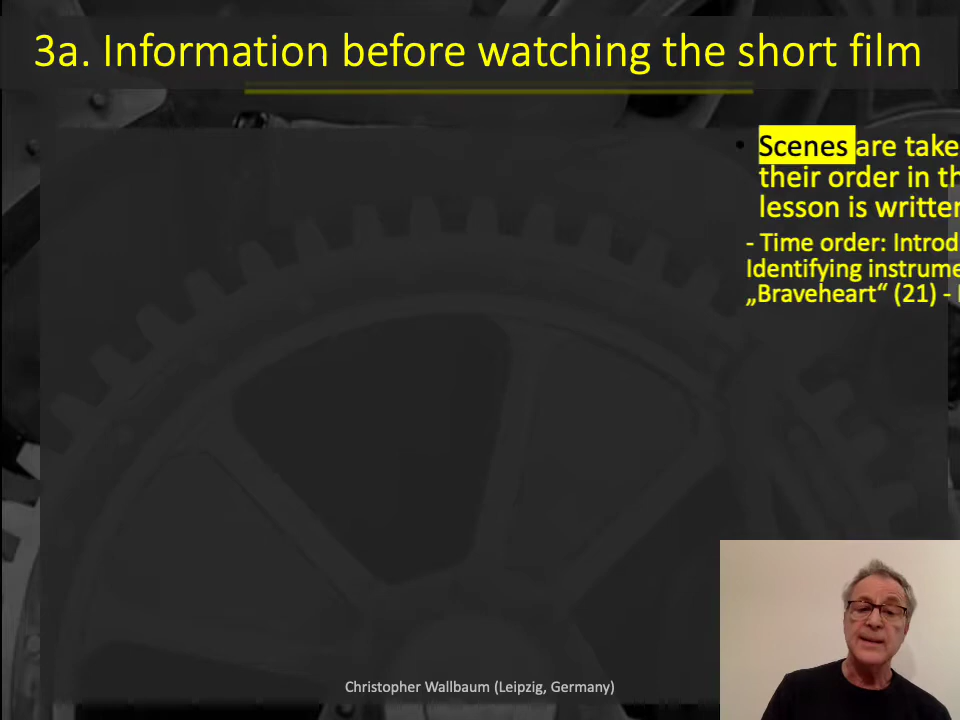 3a. Information before watching the short film
• Scenes are take
their order in th
lesson is writter
- Time order: Introd
Identifying instrume
„Braveheart“ (21) -
Christopher Wallbaum (Leipzig, Germany)